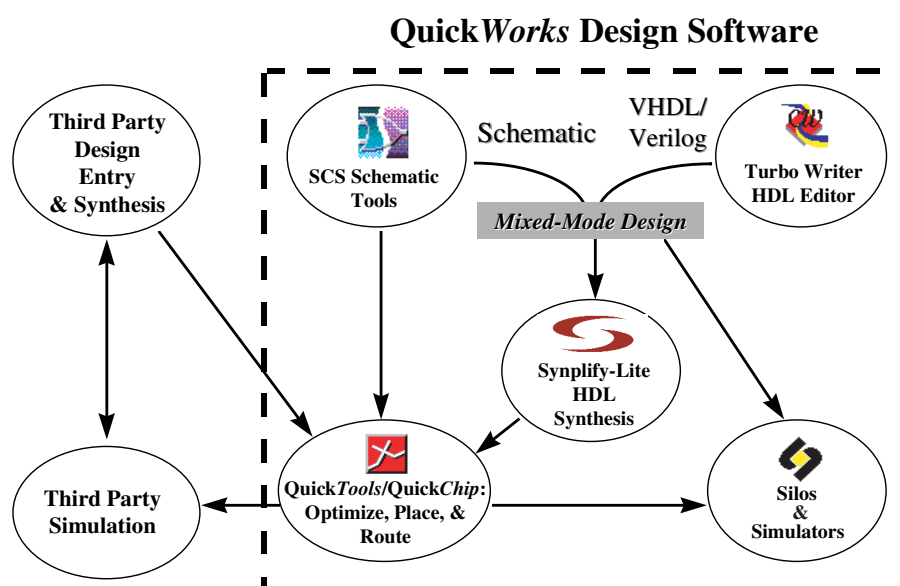 QuickWorks Design Software
Third Party
Design
Entry
& Synthesis
SCS Schematic
Tools
Schematic
VHDL/
Verilog
Turbo Writer
HDL Editor
Mixed-Mode Design
Synplify-Lite
HDL
Synthesis
Third Party
Simulation
QuickTools/QuickChip:
Optimize, Place, &
Route
Silos
&
Simulators